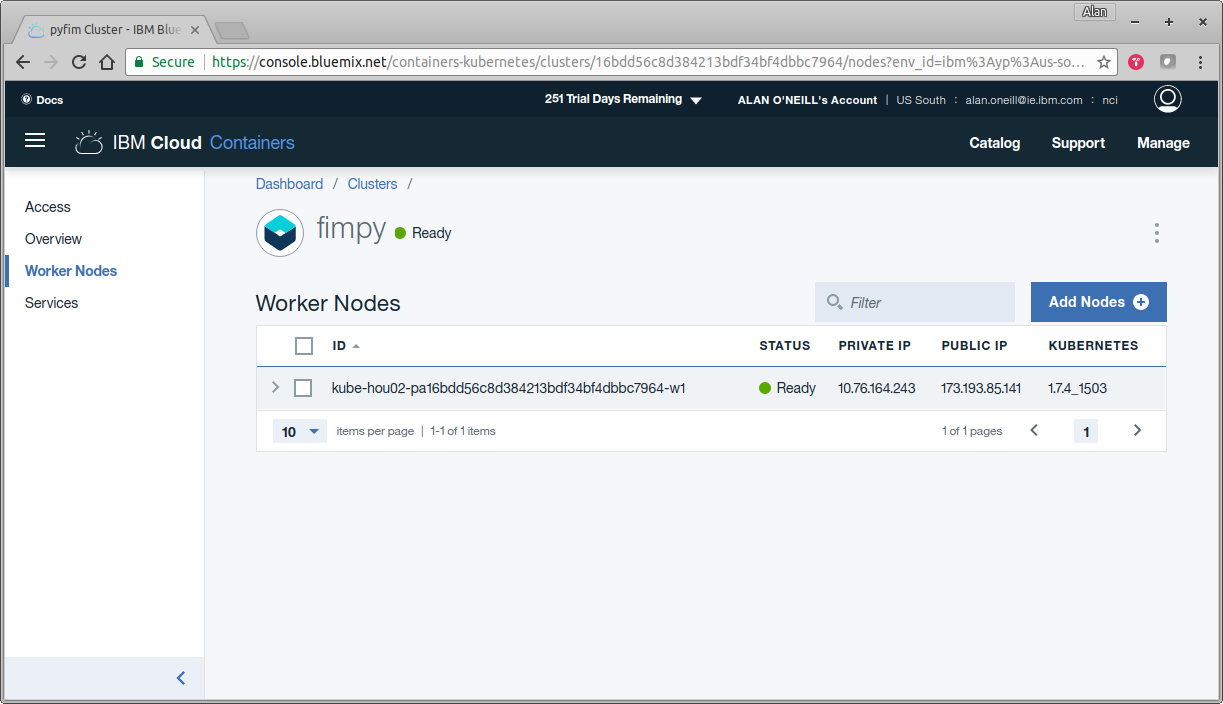 Alan
pyfim Cluster - IBM Blue
Secure https://console.bluemix.net/containers-kubernetes/clusters/16bdd56c8d384213bdf34bf4dbbc7964/nodes?env_id=ibm%3Ayp%3Aus-so...
Docs 251 Trial Days Remaining ALAN O'NEILL's Account | US South : alan.oneill@ie.ibm.com : nci
IBM Cloud Containers Catalog Support Manage
Dashboard / Clusters /
Access
Overview
Worker Nodes
Services
fimpy Ready
Worker Nodes Filter Add Nodes
ID STATUS PRIVATE IP PUBLIC IP KUBERNETES
kube-hou02-pa16bdd56c8d384213bdf34bf4dbbc7964-w1 Ready 10.76.164.243 173.193.85.141 1.7.4_1503
10 items per page | 1-1 of 1 items 1 of 1 pages 1